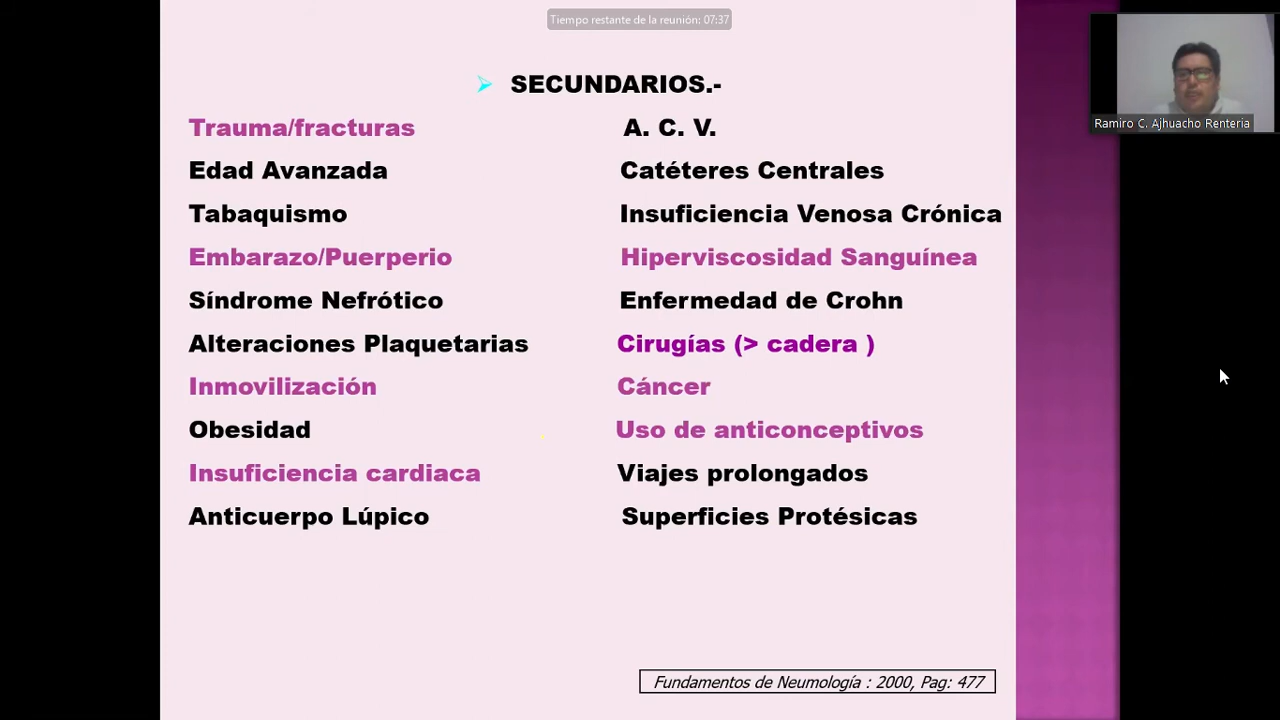 Tiempo restante de la reunión: 07:37
SECUNDARIOS.-
Trauma/fracturas A. C. V.
Edad Avanzada Catéteres Centrales
Tabaquismo Insuficiencia Venosa Crónica
Embarazo/Puerperio Hiperviscosidad Sanguínea
Síndrome Nefrótico Enfermedad de Crohn
Alteraciones Plaquetarias Cirugías (> cadera )
Inmovilización Cáncer
Obesidad Uso de anticonceptivos
Insuficiencia cardiaca Viajes prolongados
Anticuerpo Lúpico Superficies Protésicas
Fundamentos de Neumología : 2000, Pag: 477
Ramiro C. Ajhuacho Renteria